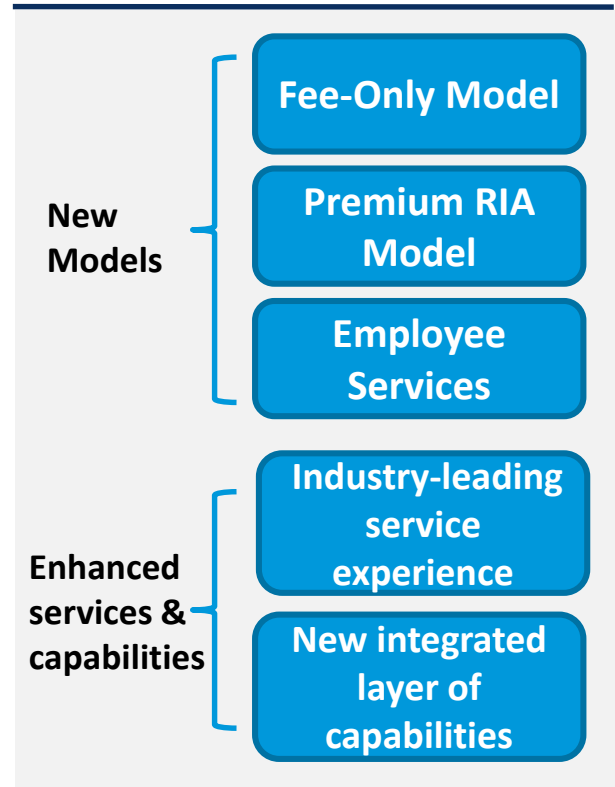 New
Models
Fee-Only Model
Premium RIA
Model
Employee
Services
Enhanced
services &
capabilities
Industry-leading
service
experience
New integrated
layer of
capabilities